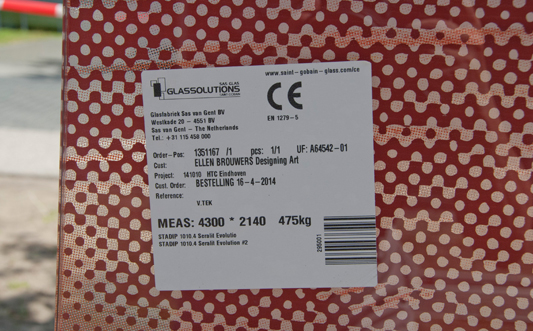 www.saint-gobain-glass.com/ce
SAS GLAS
GLASSOLUTIONS
CE
EN 1279-5
Glasfabriek Sas van Gent BV
Westkade 20 - 4551 BV
Sas van Gent - The Netherlands
Tel.: +31 115 458 000
Order-Pos: 1351167 /1 pcs: 1/1 UF: A64542-01
Cust: ELLEN BROUWERS Designing Art
Project: 141010 HTC Eindhoven
Cust. Order: BESTELLING 16-4-2014
Reference:
V.TEK
MEAS: 4300 * 2140 475kg
STADIP 1010.4 Seralit Evolutio
STADIP 1010.4 Seralit Evolution #2
296001